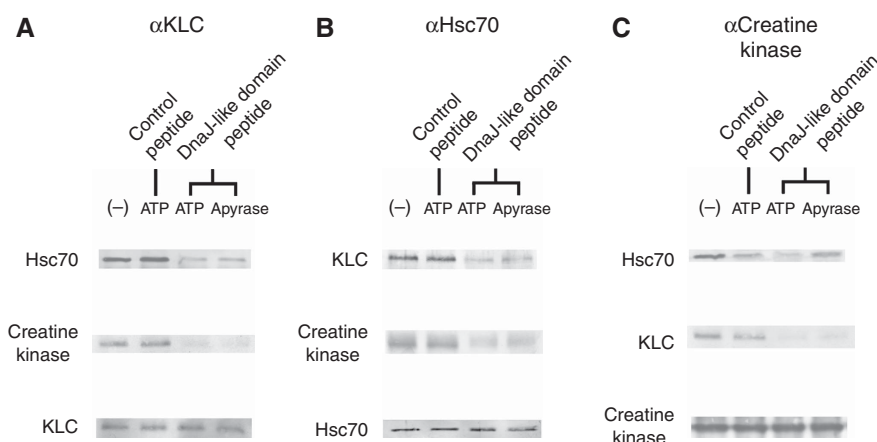 A
αKLC
Control
peptide
DnaJ-like domain
peptide
(–) ATP ATP Apyrase
Hsc70
Creatine
kinase
KLC
B
αHsc70
Control
peptide
DnaJ-like domain
peptide
(–) ATP ATP Apyrase
KLC
Creatine
kinase
Hsc70
C
αCreatine
kinase
Control
peptide
DnaJ-like domain
peptide
(–) ATP ATP Apyrase
Hsc70
KLC
Creatine
kinase